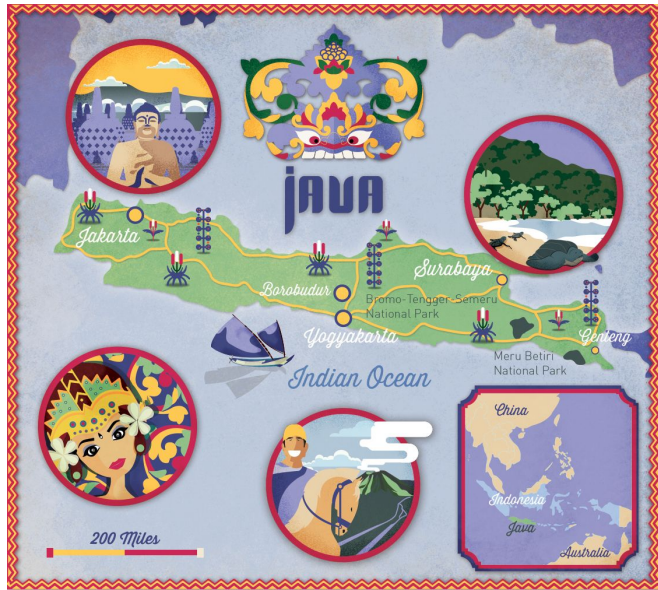 JAVA
Jakarta
Surabaya
Borobudur
Bromo-Tengger-Semeru
National Park
Yogyakarta
Genteng
Meru Betiri
National Park
Indian Ocean
China
Indonesia
Java
Australia
200 Miles